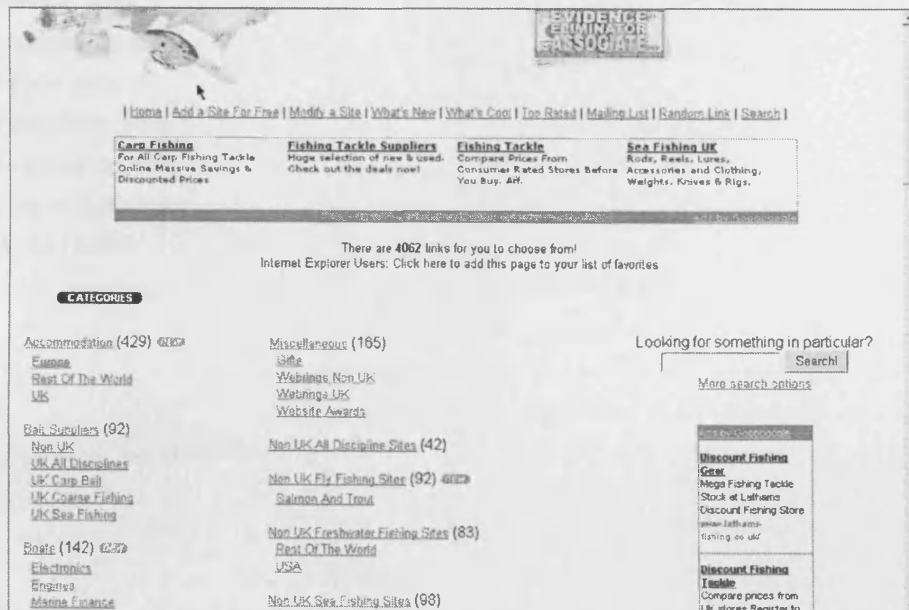 EVIDENCE
ELIMINATOR
ASSOCIATE
| Home | Add a Site For Free | Modify a Site | What's New | What's Cool | Top Rated | Mailing List | Random Link | Search |
Carp Fishing
For All Carp Fishing Tackle
Online Massive Savings &
Discounted Prices
Fishing Tackle Suppliers
Huge selection of new & used.
Check out the deals now!
Fishing Tackle
Compare Prices From
Consumer Rated Stores Before
You Buy. Aff.
Sea Fishing UK
Rods, Reels, Lures,
Accessories and Clothing,
Weights, Knives & Rigs.
There are 4062 links for you to choose from!
Internet Explorer Users: Click here to add this page to your list of favorites
CATEGORIES
Accommodation (429)
Europe
Rest Of The World
UK
Bait Suppliers (92)
Non UK
UK All Disciplines
UK Carp Bait
UK Coarse Fishing
UK Sea Fishing
Boats (142)
Electronics
Engines
Marine Finance
Miscellaneous (165)
Gifts
Webrings Non UK
Webrings UK
Website Awards
Non UK All Discipline Sites (42)
Non UK Fly Fishing Sites (92)
Salmon And Trout
Non UK Freshwater Fishing Sites (83)
Rest Of The World
USA
Non UK Sea Fishing Sites (98)
Looking for something in particular?
Search!
More search options
Discount Fishing
Gear
Mega Fishing Tackle
Stock at Lathams
Discount Fishing Store
www.lathams-
fishing.co.uk/
Discount Fishing
Tackle
Compare prices from
UK stores Register to